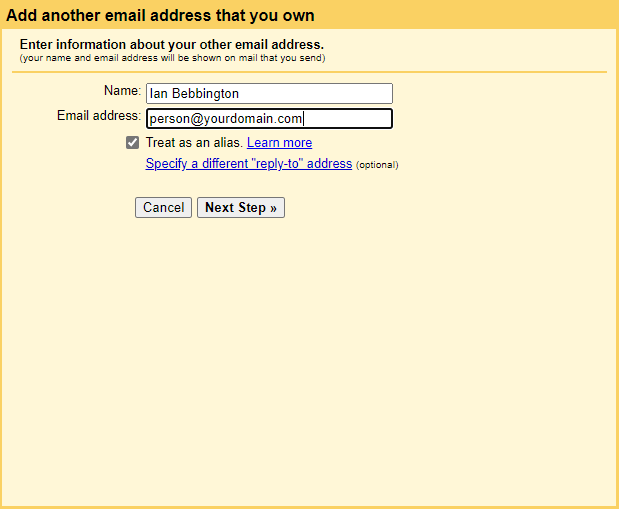 Add another email address that you own
Enter information about your other email address.
(your name and email address will be shown on mail that you send)
Name: Ian Bebbington
Email address: person@yourdomain.com
Treat as an alias. Learn more
Specify a different "reply-to" address (optional)
Cancel Next Step »